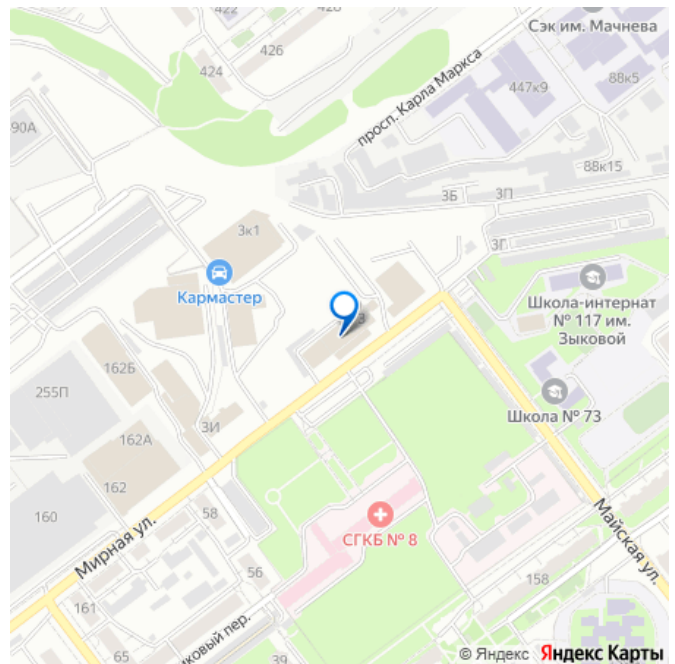 422
428
426
424
Сэк им. Мачнева
просп. Карла Маркса
447к9
88к5
90А
88к15
3Б
3П
3к1
3Г
Кармастер
Школа-интернат
№ 117 им.
Зыковой
162Б
255П
Школа № 73
3И
162А
162
160
58
СГКБ № 8
Мирная ул.
Майская ул.
56
158
161
65
39
иковый пер.
© Яндекс Яндекс Карты